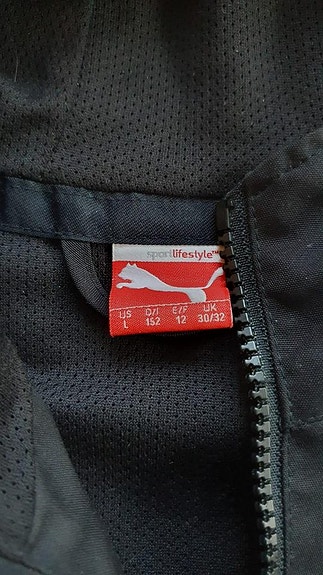 sportlifestyle™
US D/I E/F UK
L 152 12 30/32